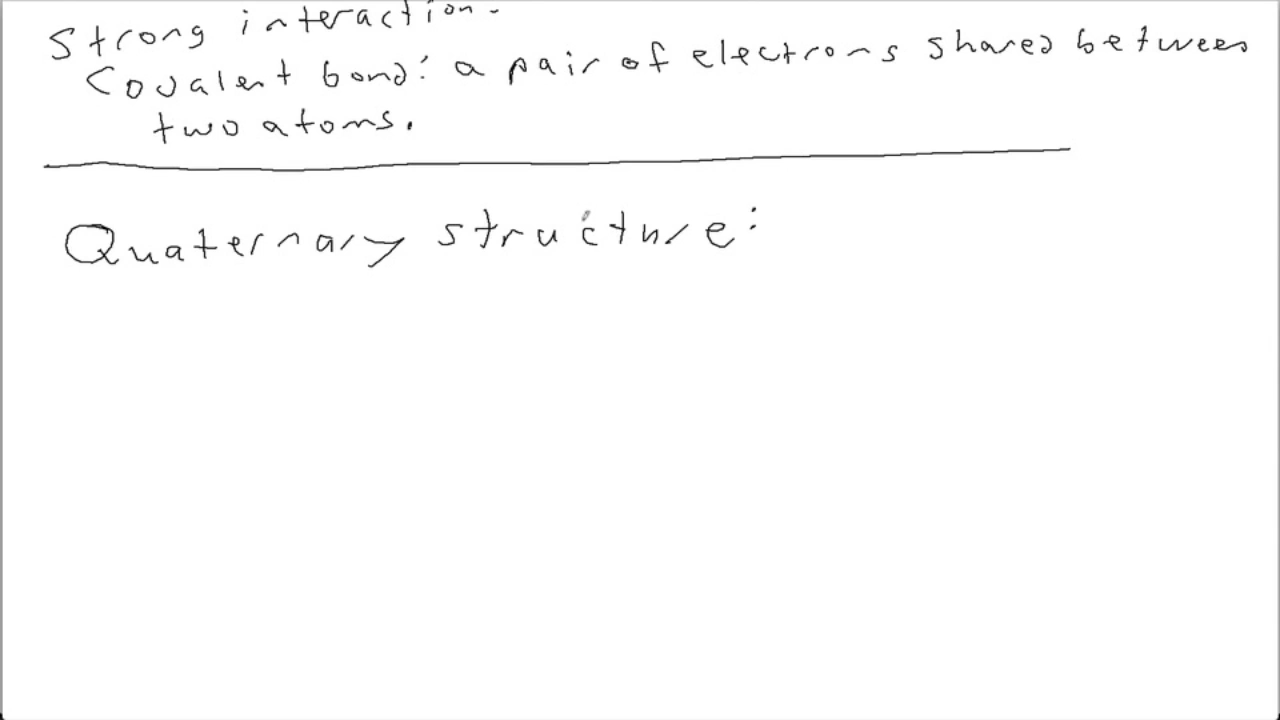 Strong interaction.
Covalent bond: a pair of electrons shared between
two atoms.
Quaternary structure: